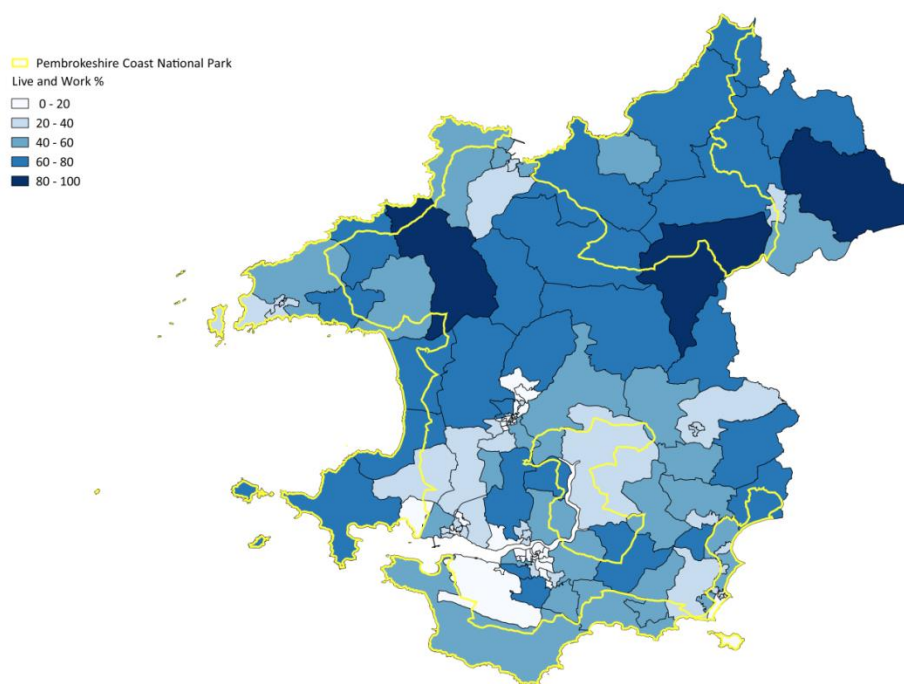 Pembrokeshire Coast National Park
Live and Work %
0 - 20
20 - 40
40 - 60
60 - 80
80 - 100